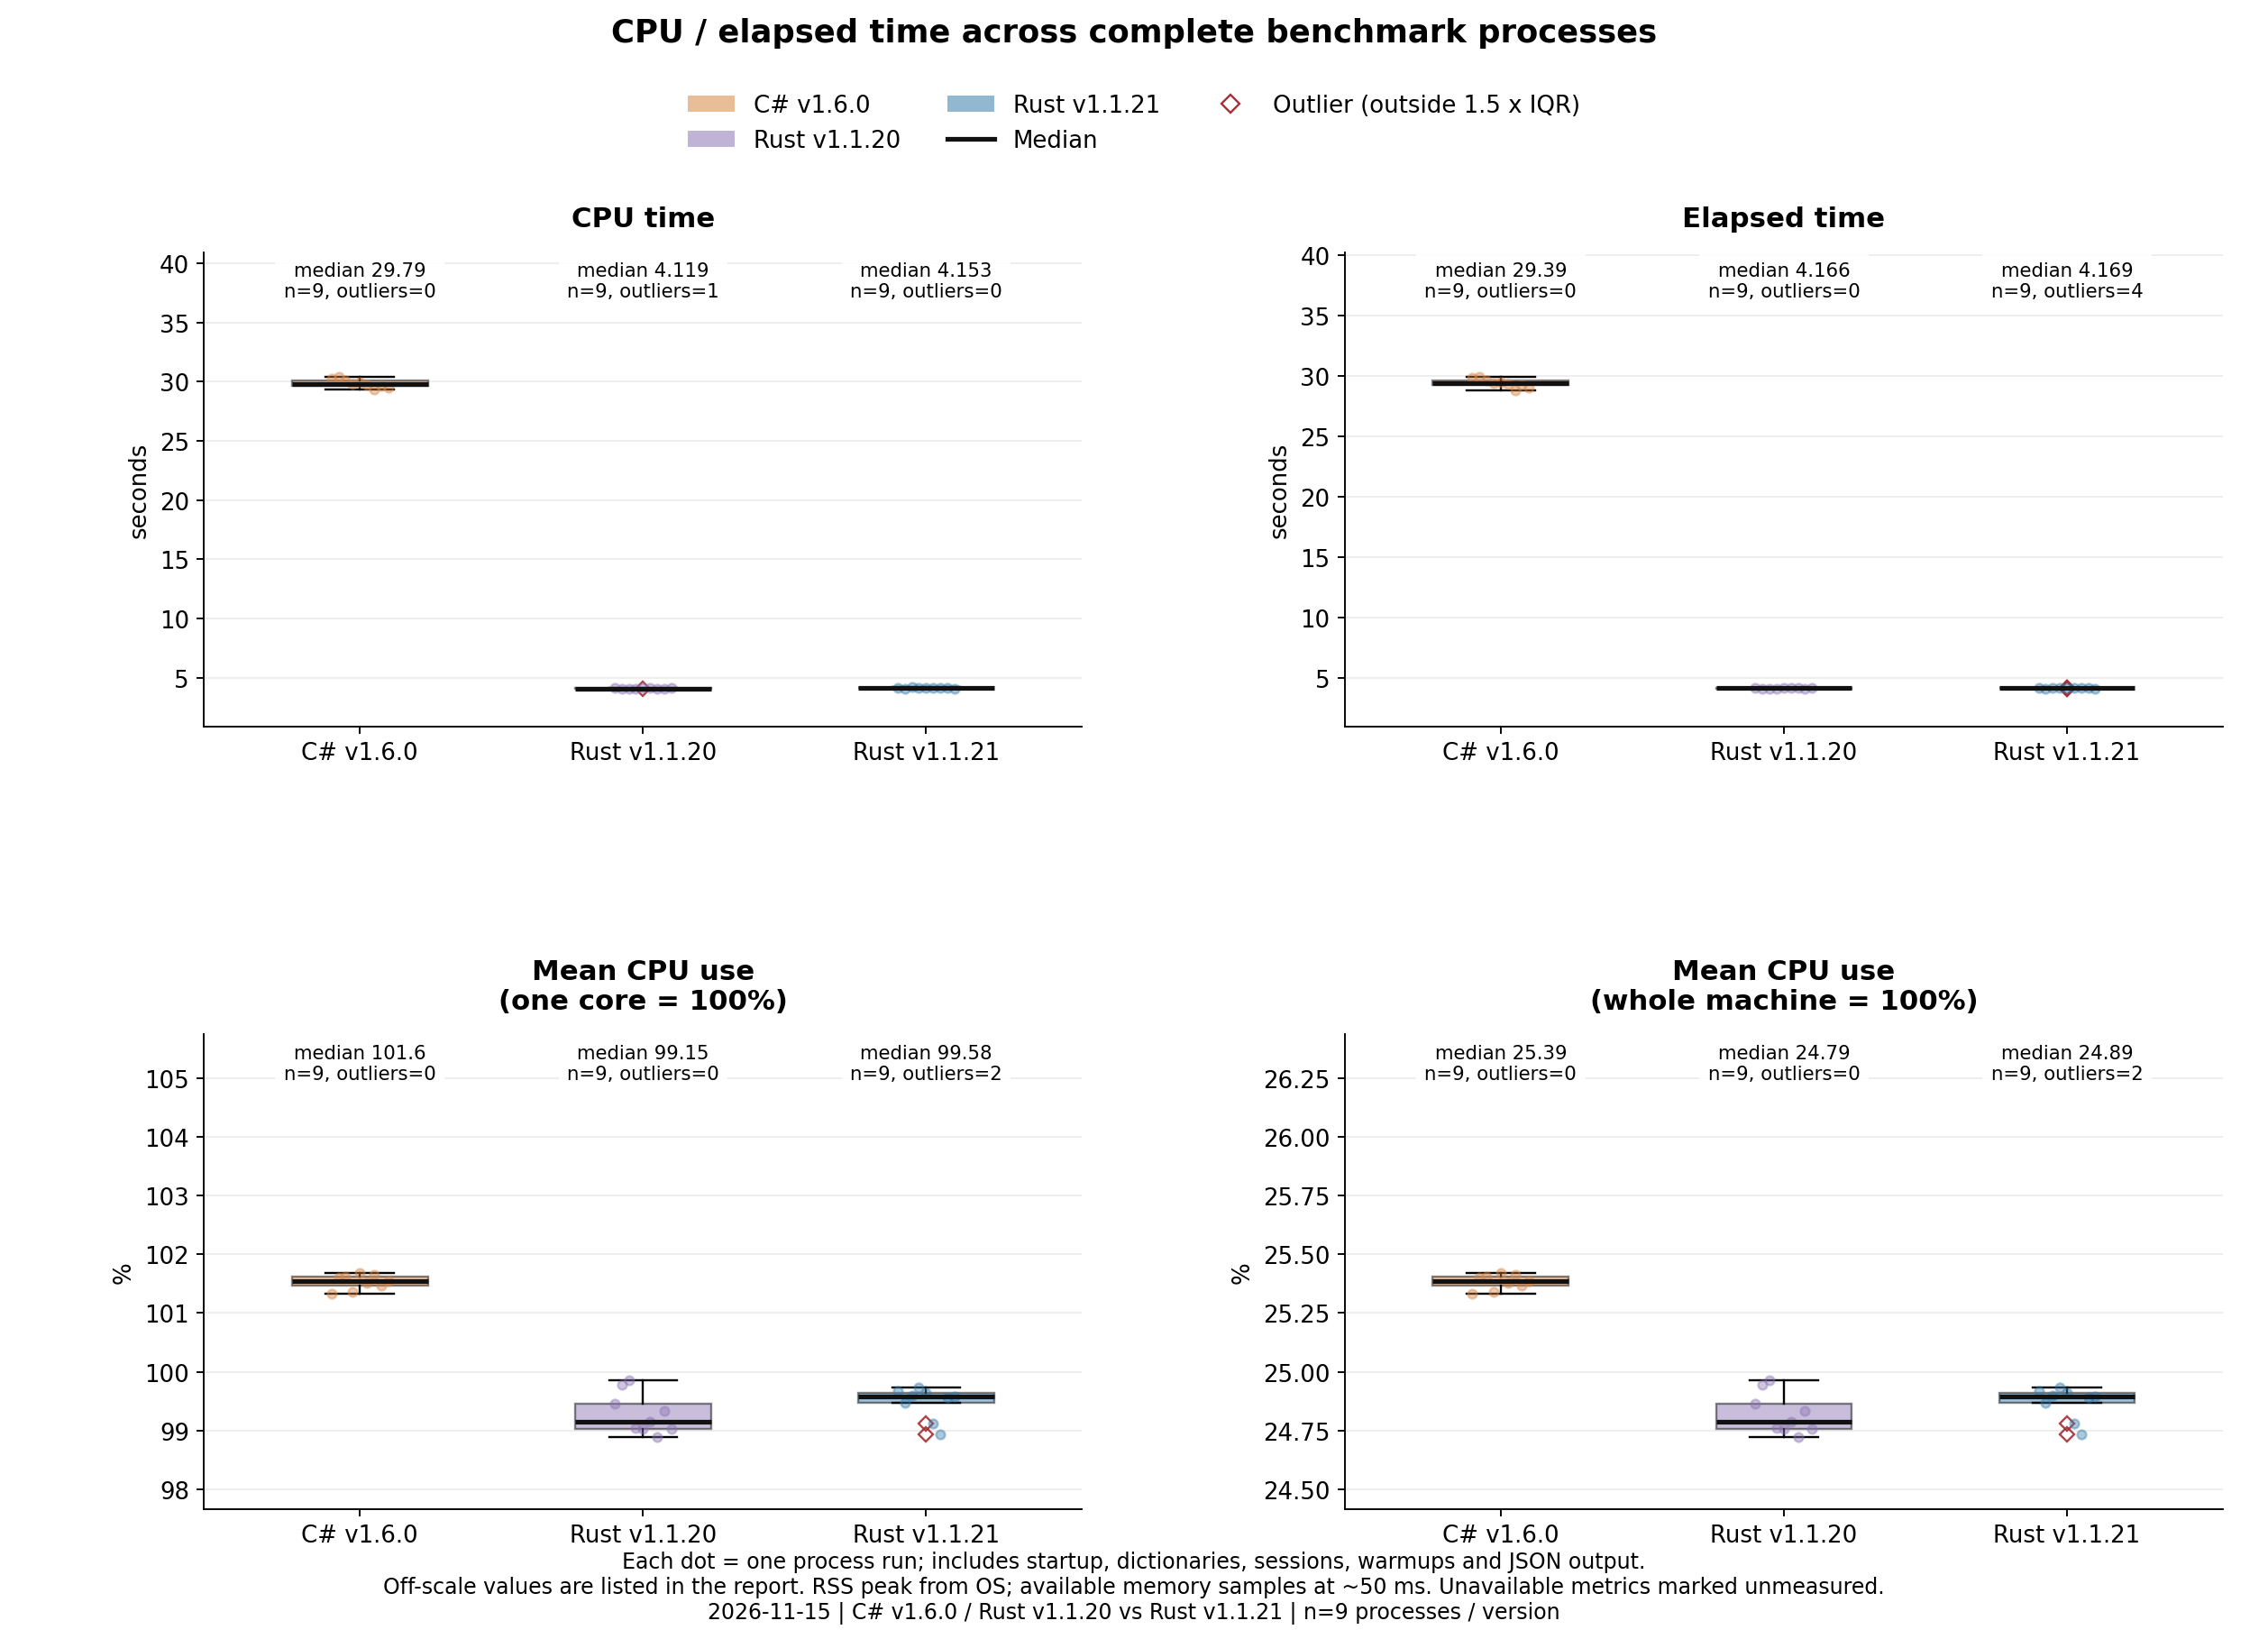 CPU / elapsed time across complete benchmark processes
C# v1.6.0
Rust v1.1.20
Rust v1.1.21
Median
Outlier (outside 1.5 x IQR)
CPU time
median 29.79
n=9, outliers=0
median 4.119
n=9, outliers=1
median 4.153
n=9, outliers=0
40
35
30
25
20
15
10
5
seconds
C# v1.6.0
Rust v1.1.20
Rust v1.1.21
Elapsed time
median 29.39
n=9, outliers=0
median 4.166
n=9, outliers=0
median 4.169
n=9, outliers=4
40
35
30
25
20
15
10
5
seconds
C# v1.6.0
Rust v1.1.20
Rust v1.1.21
Mean CPU use
(one core = 100%)
median 101.6
n=9, outliers=0
median 99.15
n=9, outliers=0
median 99.58
n=9, outliers=2
105
104
103
102
101
100
99
98
%
C# v1.6.0
Rust v1.1.20
Rust v1.1.21
Mean CPU use
(whole machine = 100%)
median 25.39
n=9, outliers=0
median 24.79
n=9, outliers=0
median 24.89
n=9, outliers=2
26.25
26.00
25.75
25.50
25.25
25.00
24.75
24.50
%
C# v1.6.0
Rust v1.1.20
Rust v1.1.21
Each dot = one process run; includes startup, dictionaries, sessions, warmups and JSON output.
Off-scale values are listed in the report. RSS peak from OS; available memory samples at ~50 ms. Unavailable metrics marked unmeasured.
2026-11-15 | C# v1.6.0 / Rust v1.1.20 vs Rust v1.1.21 | n=9 processes / version